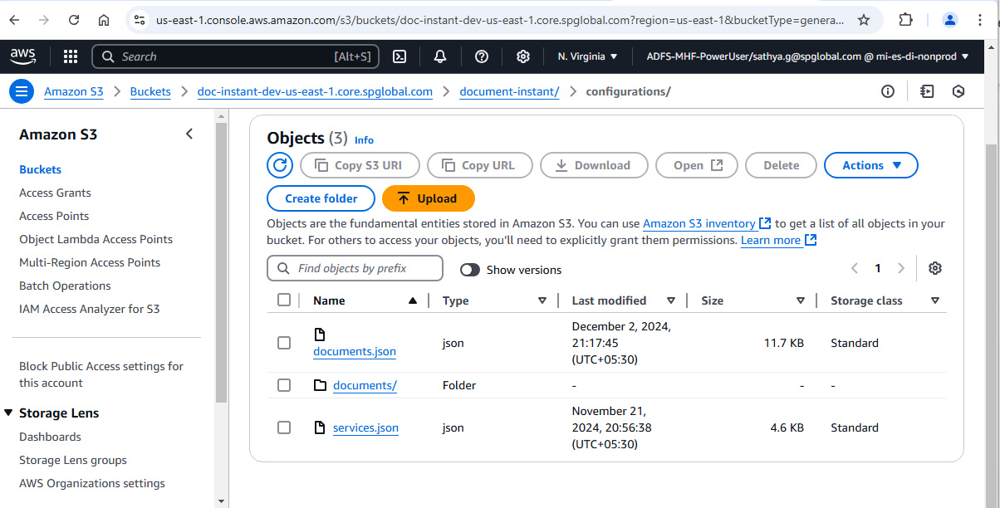 us-east-1.console.aws.amazon.com/s3/buckets/doc-instant-dev-us-east-1.core.spglobal.com?region=us-east-1&bucketType=genera...
aws
Search [Alt+S]
N. Virginia
ADFS-MHF-PowerUser/sathya.g@spglobal.com @ mi-es-di-nonprod
Amazon S3
Buckets
doc-instant-dev-us-east-1.core.spglobal.com
document-instant/
configurations/
Amazon S3
Buckets
Access Grants
Access Points
Object Lambda Access Points
Multi-Region Access Points
Batch Operations
IAM Access Analyzer for S3
Block Public Access settings for
this account
Storage Lens
Dashboards
Storage Lens groups
AWS Organizations settings
Objects (3) Info
Copy S3 URI
Copy URL
Download
Open
Delete
Actions
Create folder
Upload
Objects are the fundamental entities stored in Amazon S3. You can use Amazon S3 inventory to get a list of all objects in your
bucket. For others to access your objects, you'll need to explicitly grant them permissions. Learn more
Find objects by prefix
Show versions
1
Name Type Last modified Size Storage class
documents.json json December 2, 2024,
21:17:45
(UTC+05:30) 11.7 KB Standard
documents/ Folder - - -
services.json json November 21,
2024, 20:56:38
(UTC+05:30) 4.6 KB Standard